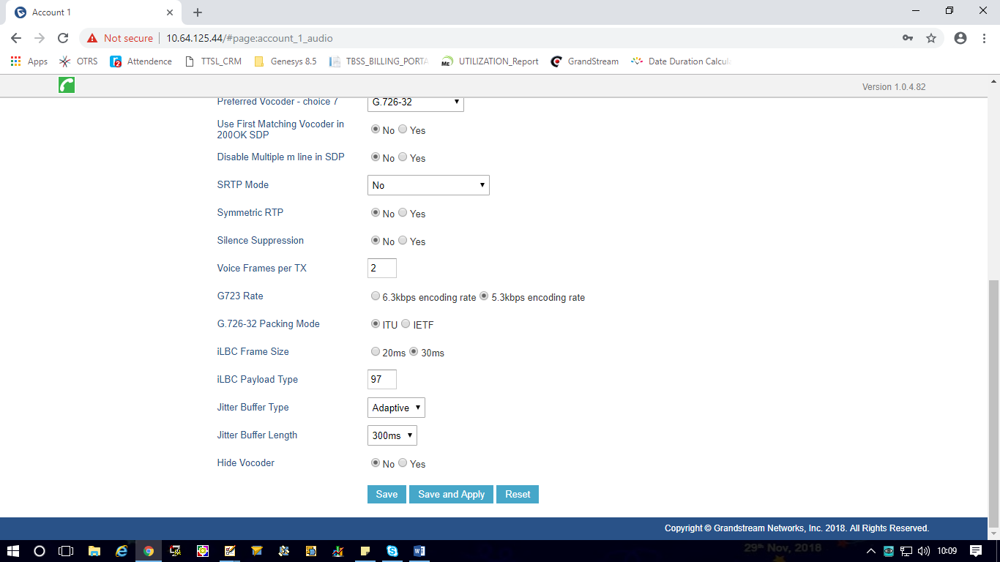 Account 1
Not secure 10.64.125.44/#page:account_1_audio
Apps OTRS Attendence TTSL_CRM Genesys 8.5 TBSS_BILLING_PORTA UTILIZATION_Report GrandStream Date Duration Calcul
Version 1.0.4.82
Preferred Vocoder - choice 7 G.726-32
Use First Matching Vocoder in
200OK SDP No Yes
Disable Multiple m line in SDP No Yes
SRTP Mode No
Symmetric RTP No Yes
Silence Suppression No Yes
Voice Frames per TX 2
G723 Rate 6.3kbps encoding rate 5.3kbps encoding rate
G.726-32 Packing Mode ITU IETF
iLBC Frame Size 20ms 30ms
iLBC Payload Type 97
Jitter Buffer Type Adaptive
Jitter Buffer Length 300ms
Hide Vocoder No Yes
Save Save and Apply Reset
Copyright © Grandstream Networks, Inc. 2018. All Rights Reserved.
29th Nov, 2018
10:09